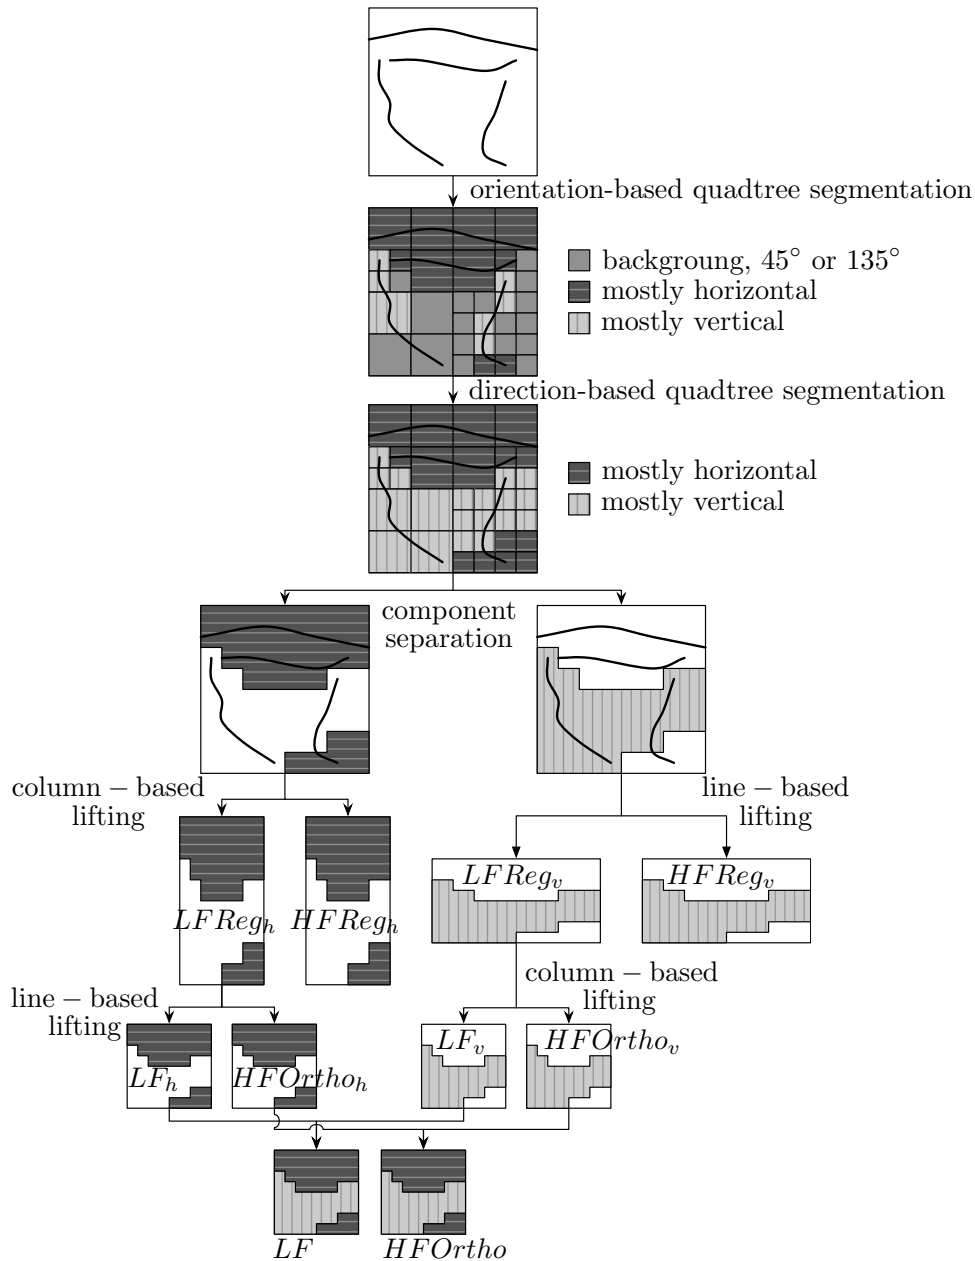 orientation-based quadtree segmentation
backgroung, 45° or 135°
mostly horizontal
mostly vertical
direction-based quadtree segmentation
mostly horizontal
mostly vertical
component
separation
column − based
lifting
line − based
lifting
LFReg_v
HFReg_v
LFReg_h
HFReg_h
column − based
lifting
line − based
lifting
LF_h
HFOrtho_h
LF_v
HFOrtho_v
LF
HFOrtho